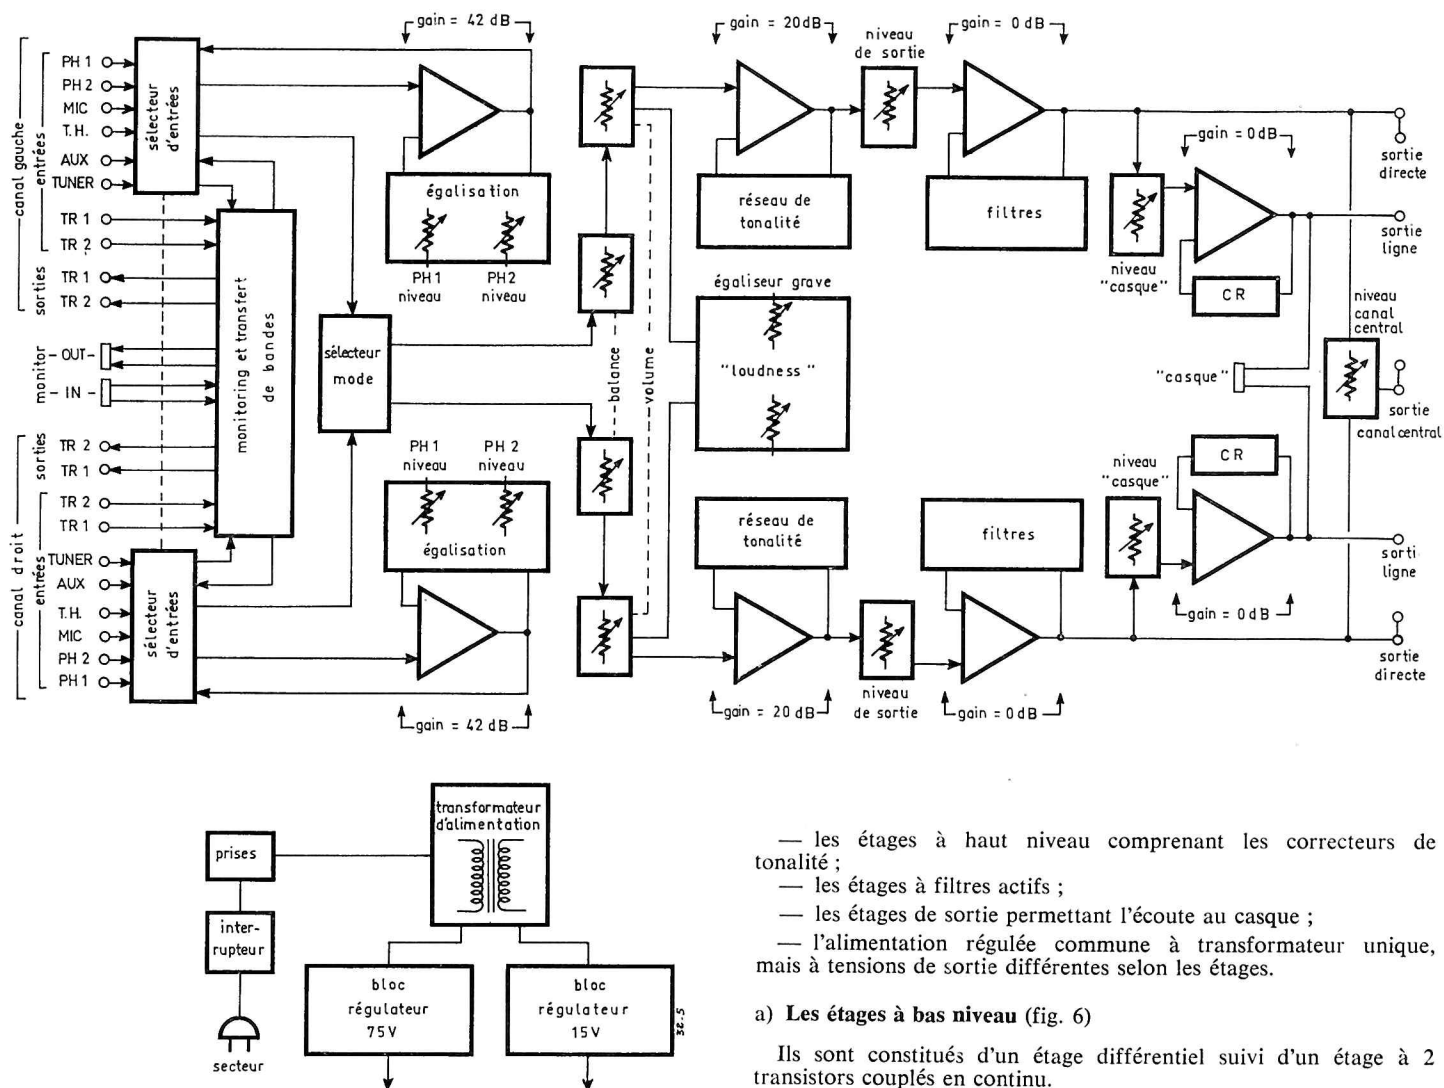 gain = 42 dB
gain = 20dB
niveau
de sortie
gain = 0 dB
canal gauche
entrées
PH 1
PH 2
MIC
T.H.
AUX
TUNER
TR 1
TR 2
sorties
TR 1
TR 2
sélecteur
d'entrées
égalisation
PH 1
niveau
PH 2
niveau
réseau de
tonalité
filtres
gain = 0dB
sortie
directe
sortie
ligne
niveau
"casque"
CR
niveau
canal
central
monitor
OUT
IN
monitoring et transfert
de bandes
sélecteur
mode
balance
volume
égaliseur grave
"loudness"
"casque"
sortie
canal central
canal droit
sorties
TR 2
TR 1
entrées
TR 2
TR 1
TUNER
AUX
T.H.
MIC
PH 2
PH 1
sélecteur
d'entrées
PH 1
niveau
PH 2
niveau
égalisation
réseau de
tonalité
filtres
niveau
"casque"
CR
sorti
ligne
gain = 0dB
sortie
directe
gain = 42 dB
gain = 20 dB
niveau
de sortie
gain = 0dB
transformateur
d'alimentation
prises
inter-
rupteur
secteur
bloc
régulateur
75V
bloc
régulateur
15V
— les étages à haut niveau comprenant les correcteurs de
tonalité ;
— les étages à filtres actifs ;
— les étages de sortie permettant l'écoute au casque ;
— l'alimentation régulée commune à transformateur unique,
mais à tensions de sortie différentes selon les étages.
a) Les étages à bas niveau (fig. 6)
Ils sont constitués d'un étage différentiel suivi d'un étage à 2
transistors couplés en continu.